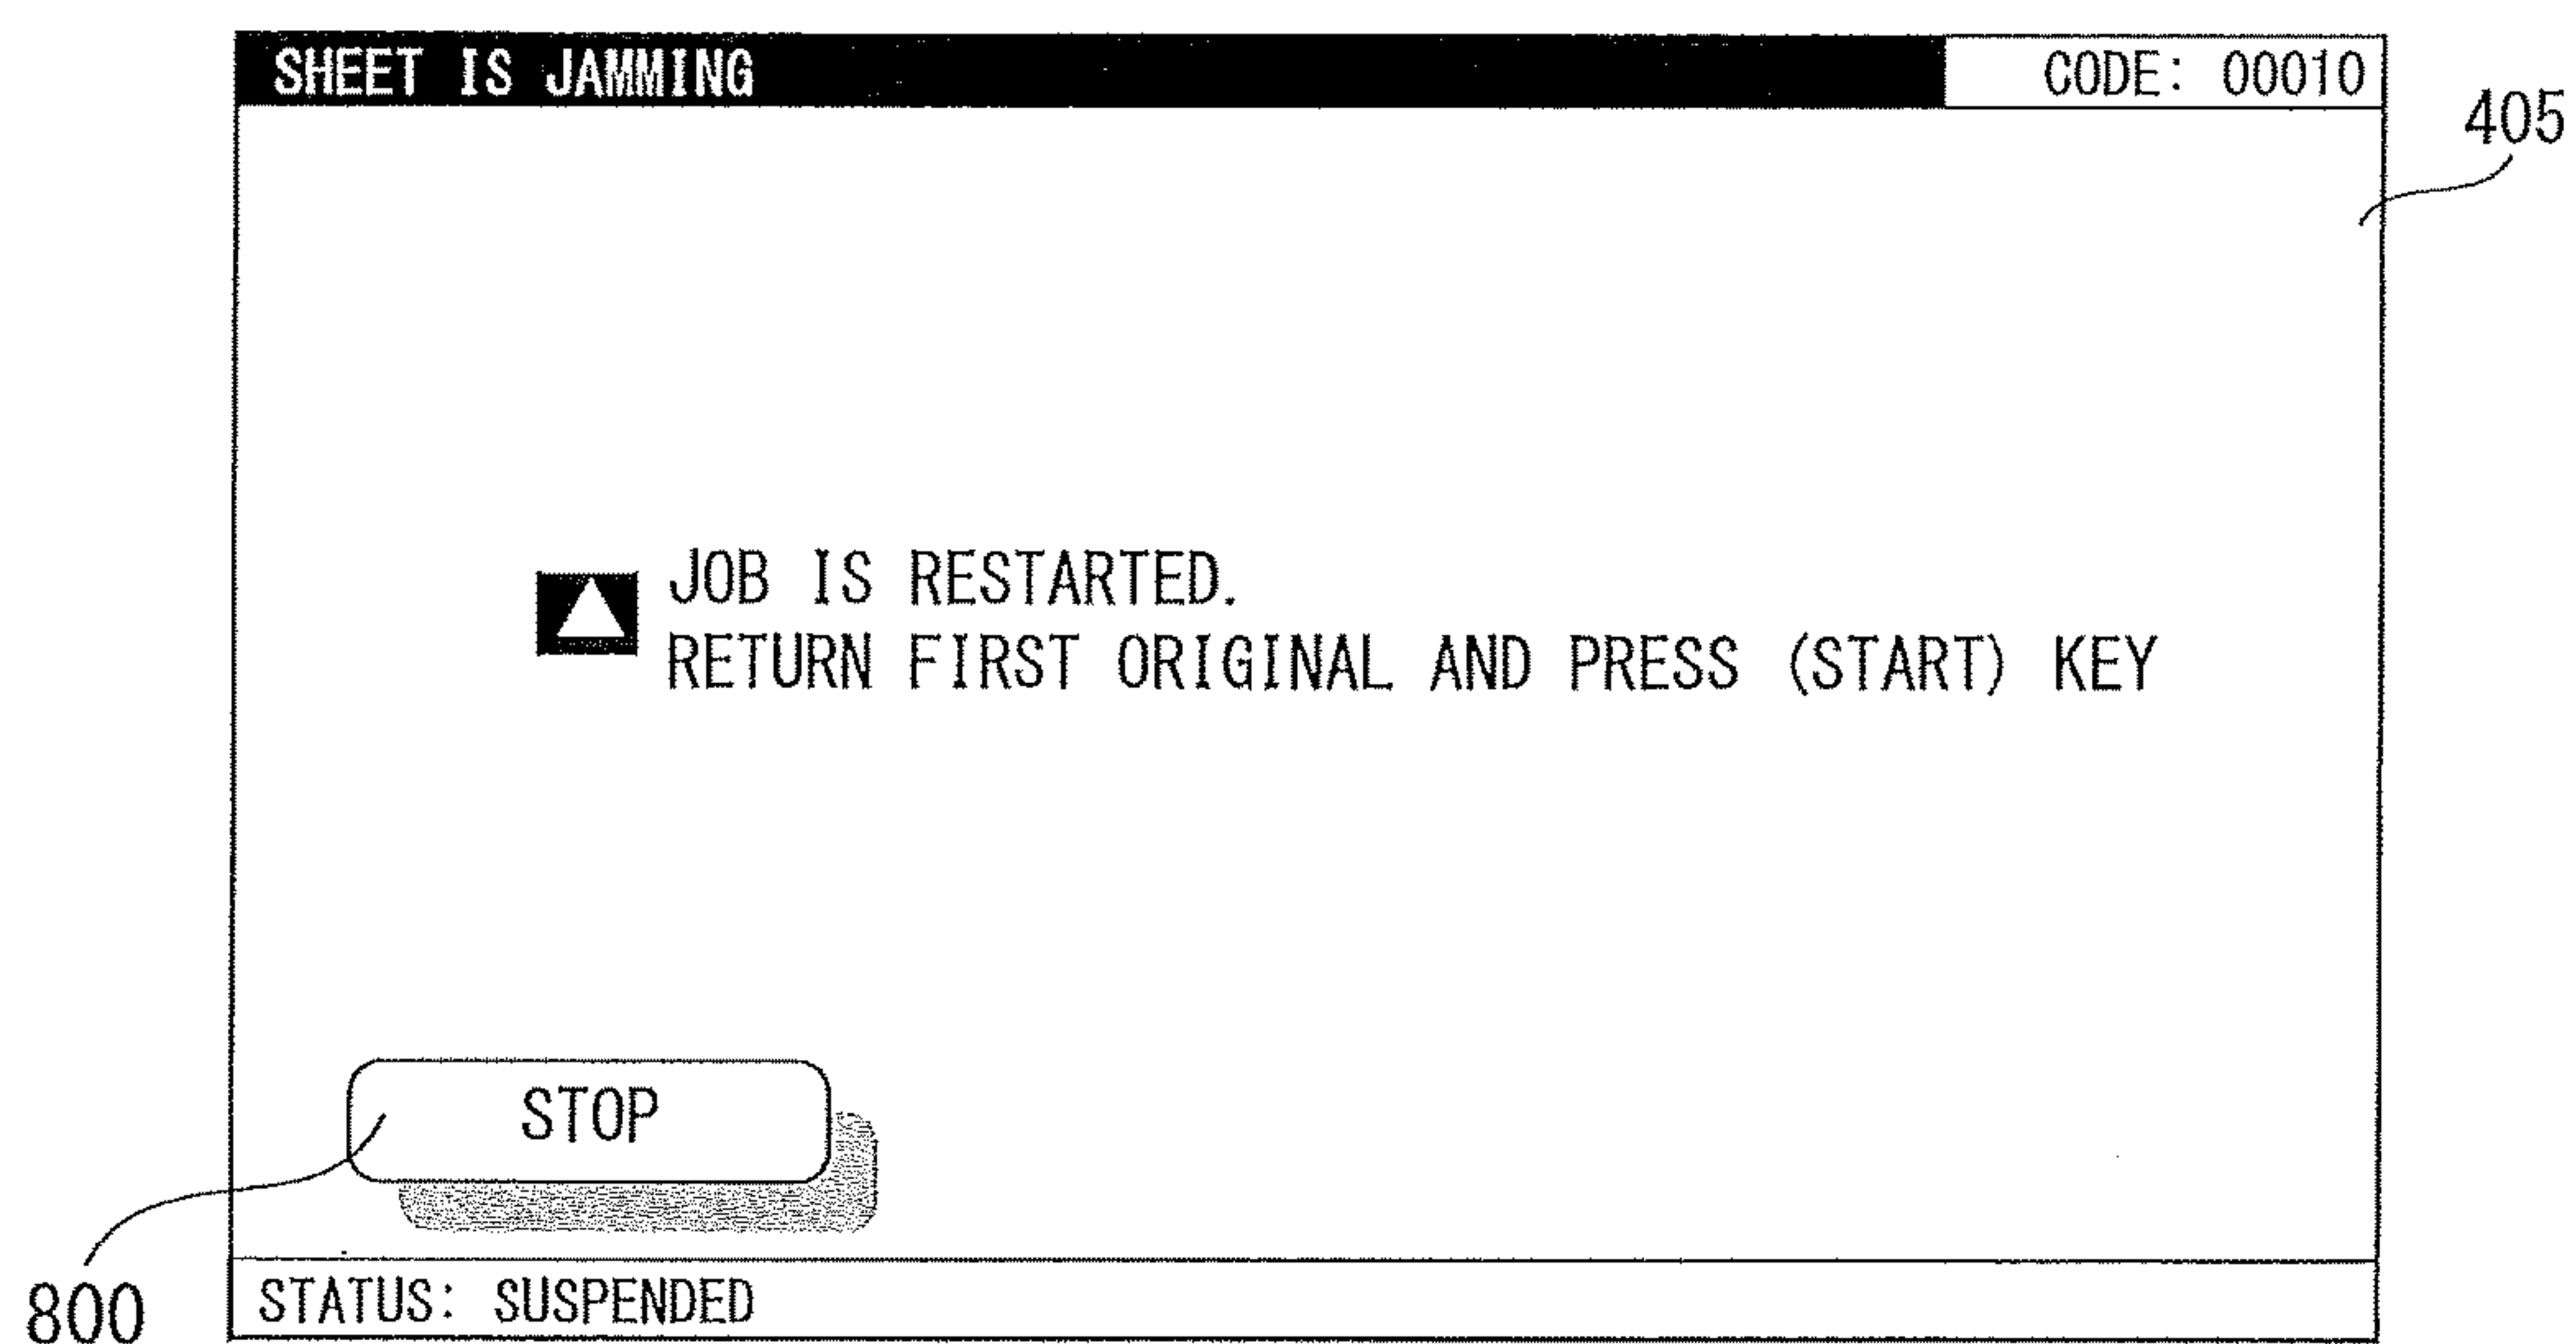 SHEET IS JAMMING CODE: 00010
405
JOB IS RESTARTED.
RETURN FIRST ORIGINAL AND PRESS (START) KEY
STOP
800
STATUS: SUSPENDED